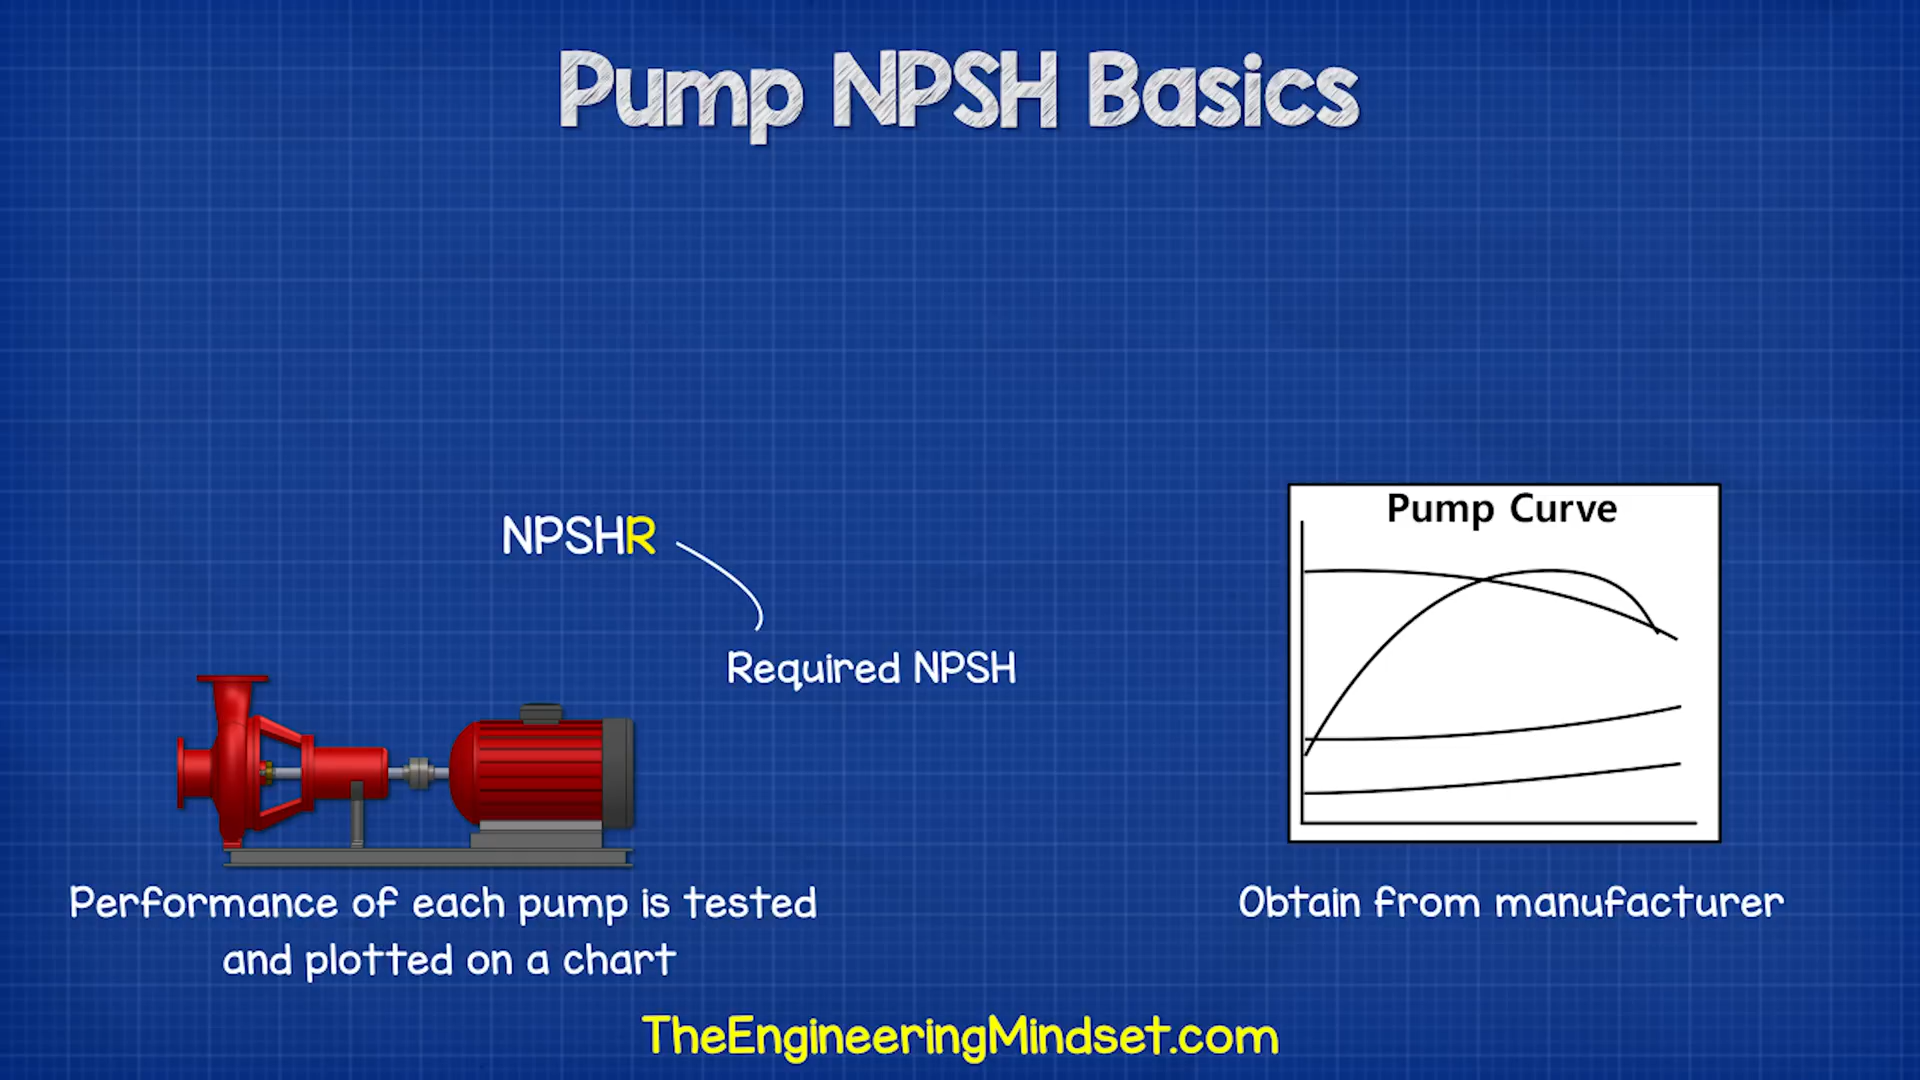 Pump NPSH Basics
NPSHR
Required NPSH
Pump Curve
Performance of each pump is tested
and plotted on a chart
Obtain from manufacturer
TheEngineeringMindset.com